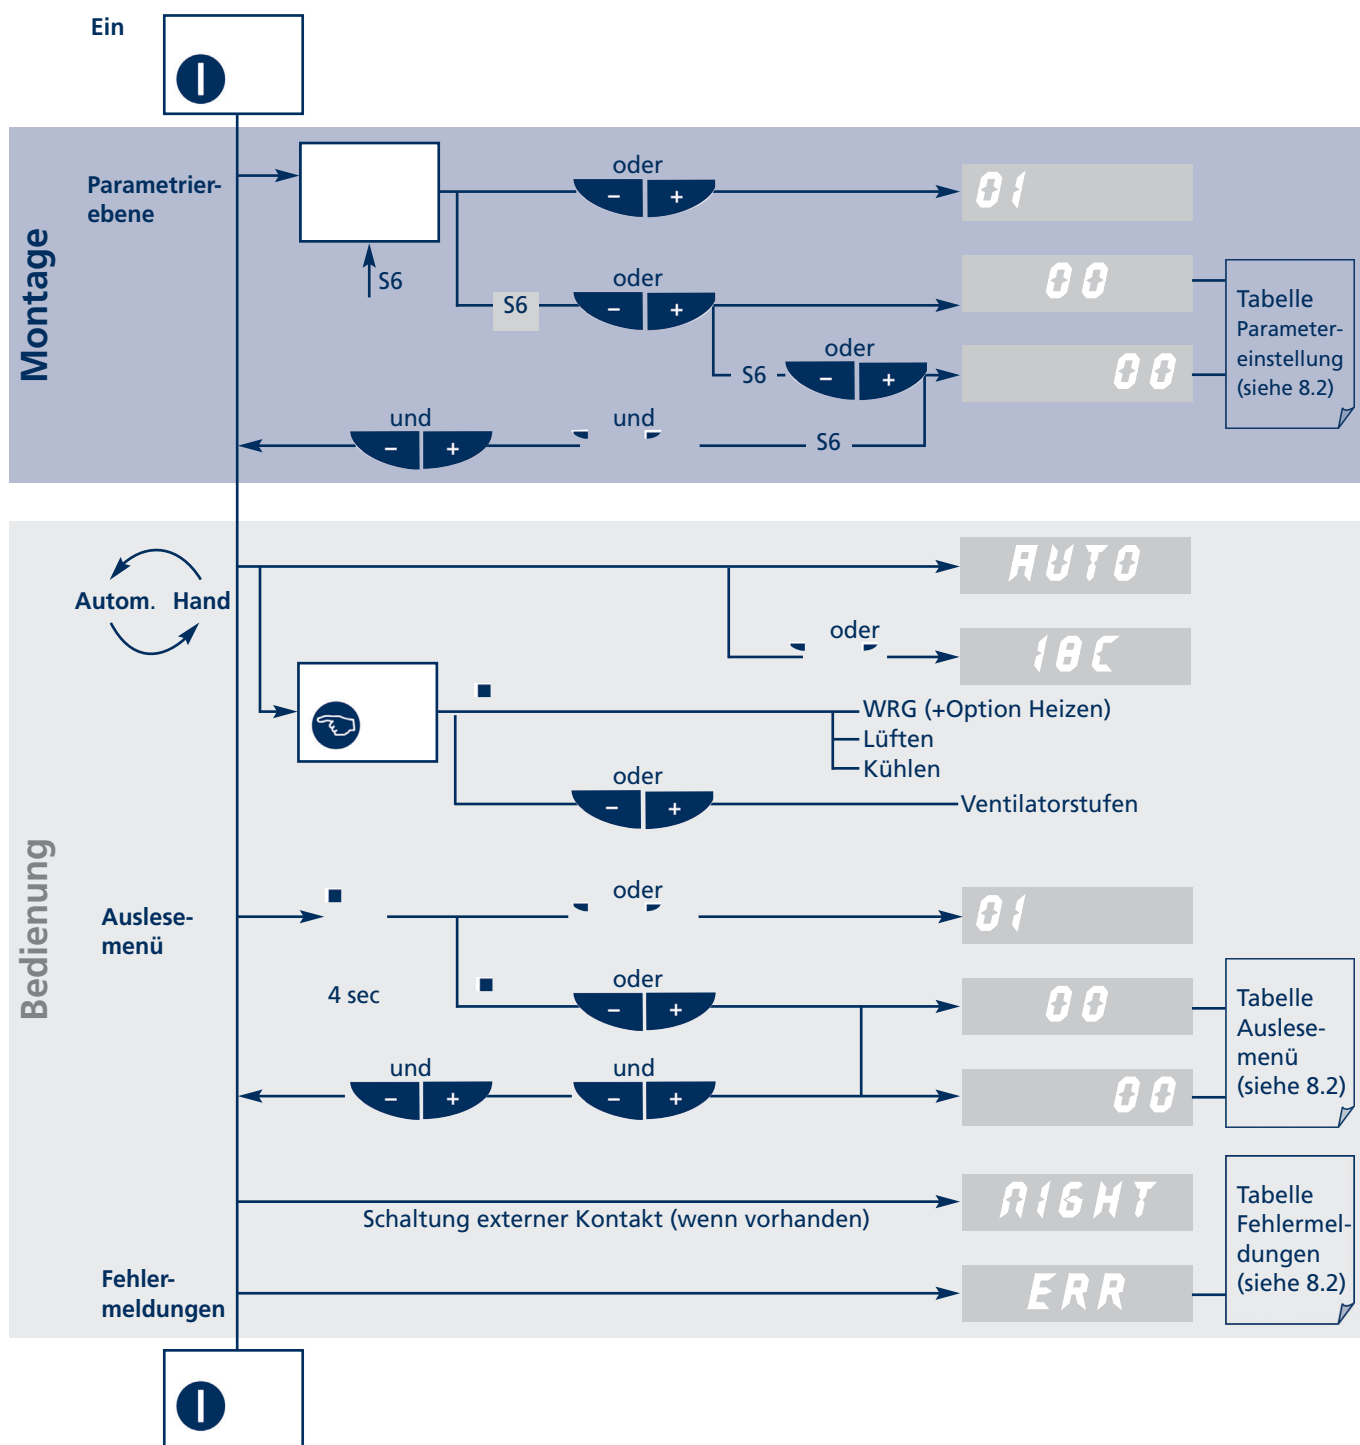 Ein
Montage
Parametrier-
ebene
S6
oder
– +
01
S6
oder
– +
00
S6
oder
– +
00
Tabelle
Parameter-
einstellung
(siehe 8.2)
und
– +
und
S6
Bedienung
Autom. Hand
AUTO
oder
18C
WRG (+Option Heizen)
Lüften
Kühlen
oder
– +
Ventilatorstufen
Auslese-
menü
4 sec
oder
01
oder
– +
00
und
– +
und
– +
00
Tabelle
Auslese-
menü
(siehe 8.2)
NIGHT
Schaltung externer Kontakt (wenn vorhanden)
Fehler-
meldungen
ERR
Tabelle
Fehlermel-
dungen
(siehe 8.2)